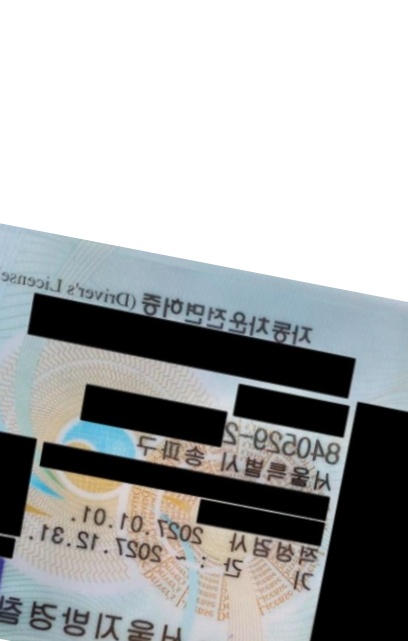 자동차운전면허증 (Driver's License
840529-2
서울특별시 송파구
적성검사 2027.01.01.
기 간 : ~ 2027.12.31.
서울지방경찰